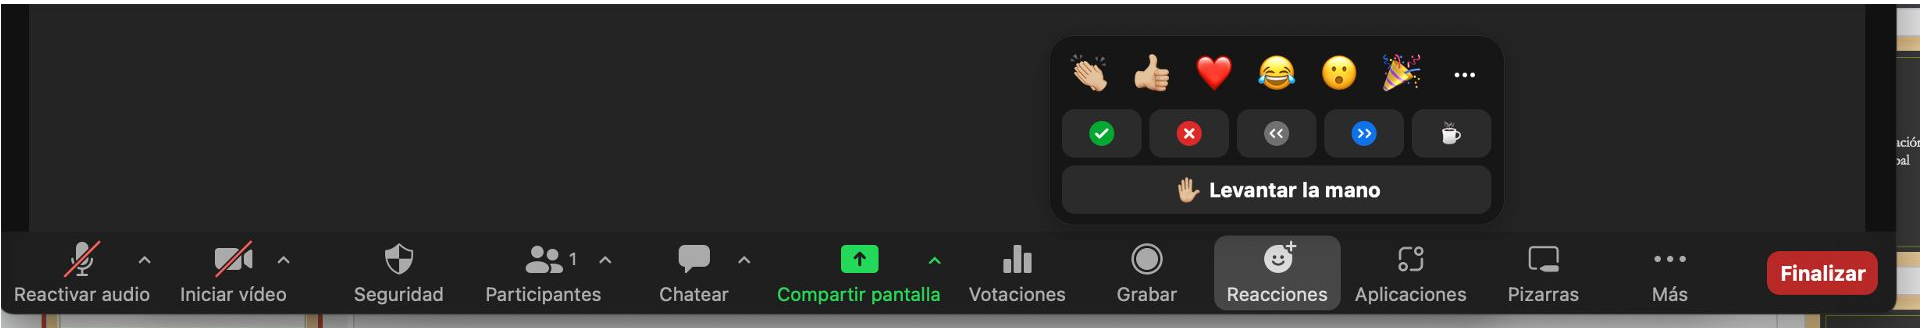 Levantar la mano
ación
1
Reactivar audio
Iniciar vídeo
Seguridad
Participantes
Chatear
Compartir pantalla
Votaciones
Grabar
Reacciones
Aplicaciones
Pizarras
Más
Finalizar